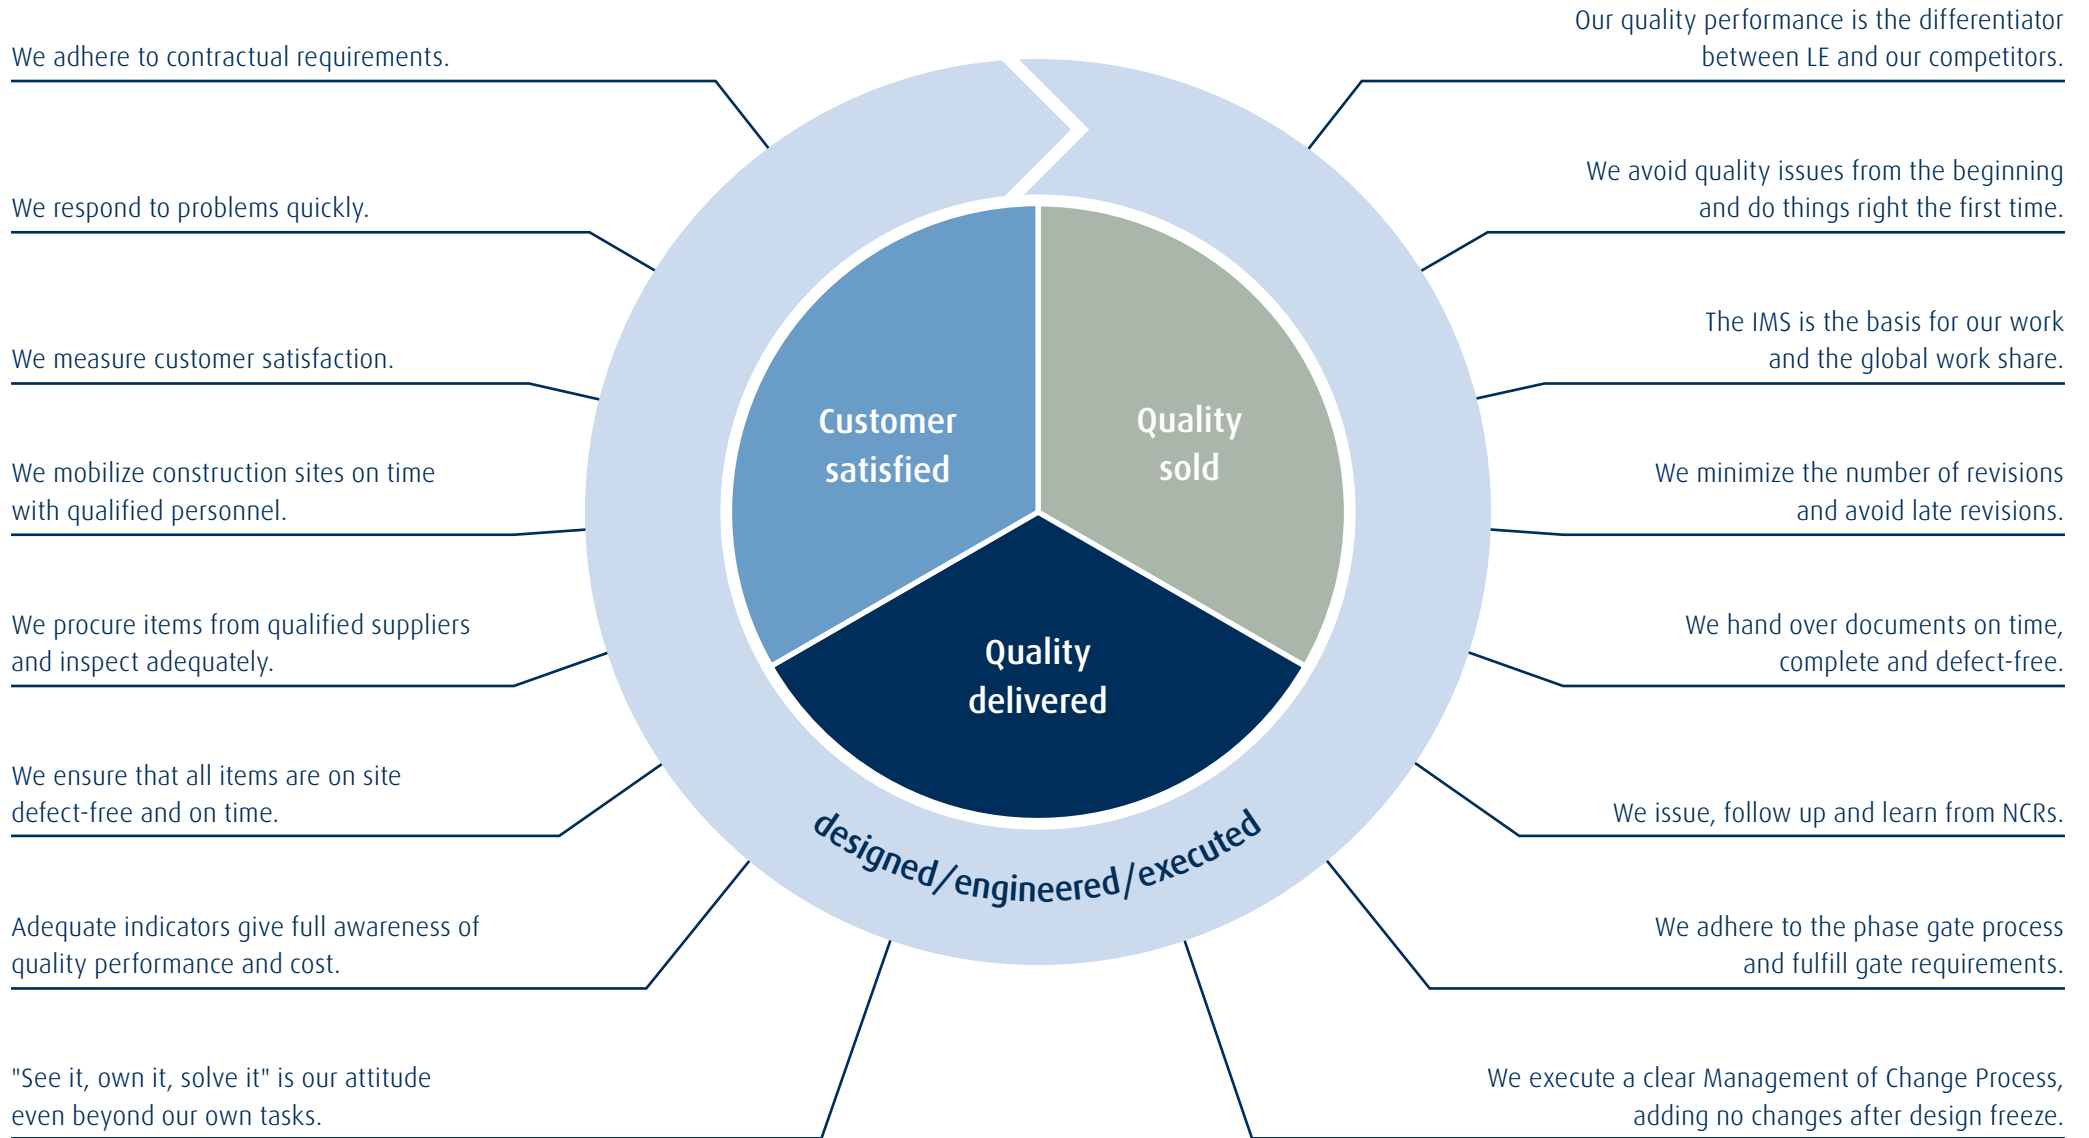 We adhere to contractual requirements.
We respond to problems quickly.
We measure customer satisfaction.
We mobilize construction sites on time
with qualified personnel.
We procure items from qualified suppliers
and inspect adequately.
We ensure that all items are on site
defect-free and on time.
Adequate indicators give full awareness of
quality performance and cost.
"See it, own it, solve it" is our attitude
even beyond our own tasks.
Customer
satisfied
Quality
sold
Quality
delivered
designed/engineered/executed
Our quality performance is the differentiator
between LE and our competitors.
We avoid quality issues from the beginning
and do things right the first time.
The IMS is the basis for our work
and the global work share.
We minimize the number of revisions
and avoid late revisions.
We hand over documents on time,
complete and defect-free.
We issue, follow up and learn from NCRs.
We adhere to the phase gate process
and fulfill gate requirements.
We execute a clear Management of Change Process,
adding no changes after design freeze.